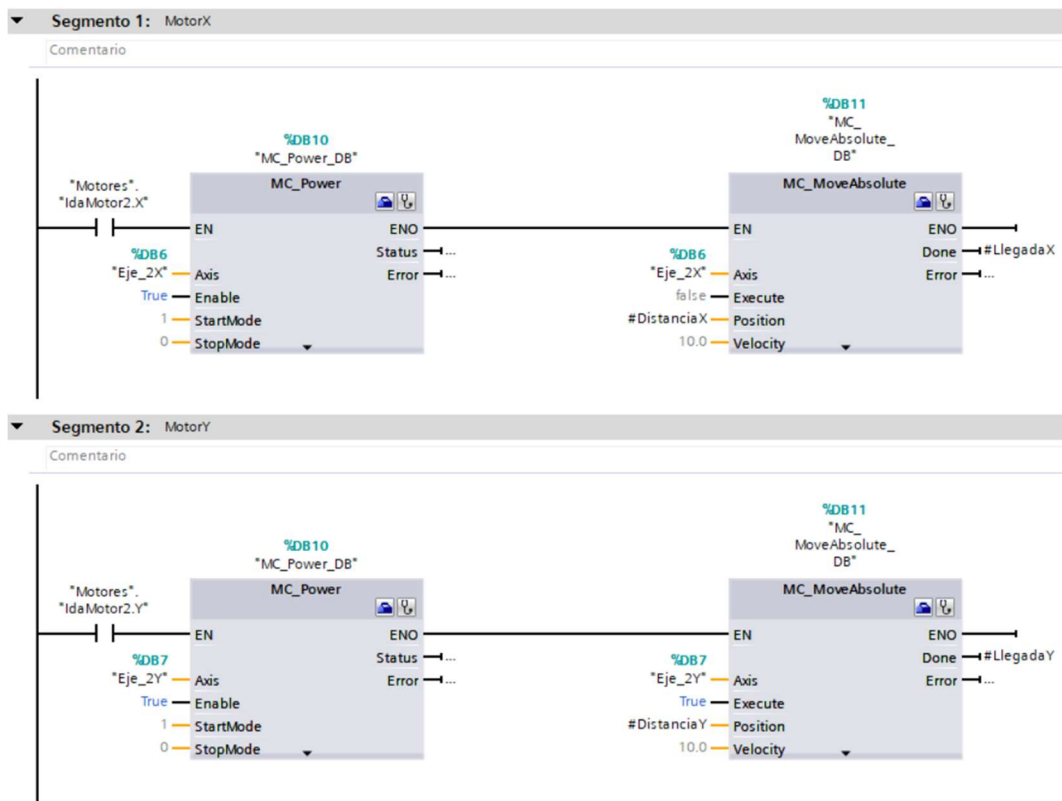 Segmento 1: MotorX
Comentario
%DB11
"MC_
MoveAbsolute_
DB"
%DB10
"MC_Power_DB"
MC_Power
MC_MoveAbsolute
"Motores".
"IdaMotor2.X"
EN ENO
EN ENO
Status ...
Done #LlegadaX
%DB6
"Eje_2X" Axis
Error ...
%DB6
"Eje_2X" Axis
Error ...
True Enable
false Execute
1 StartMode
#DistanciaX Position
0 StopMode
10.0 Velocity
Segmento 2: MotorY
Comentario
%DB11
"MC_
MoveAbsolute_
DB"
%DB10
"MC_Power_DB"
MC_Power
MC_MoveAbsolute
"Motores".
"IdaMotor2.Y"
EN ENO
EN ENO
Status ...
Done #LlegadaY
%DB7
"Eje_2Y" Axis
Error ...
%DB7
"Eje_2Y" Axis
Error ...
True Enable
True Execute
1 StartMode
#DistanciaY Position
0 StopMode
10.0 Velocity